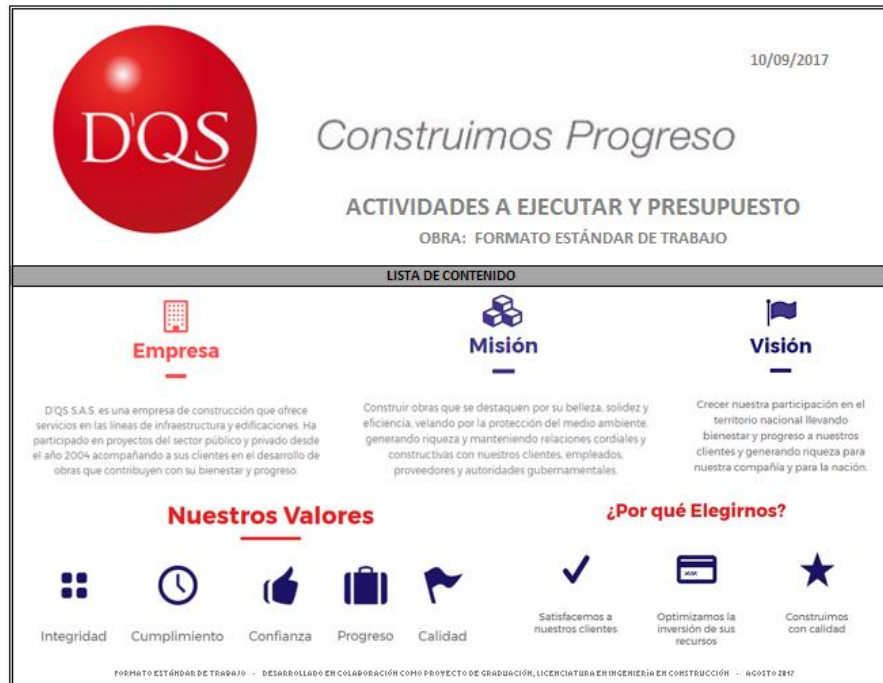 10/09/2017
D'QS
Construimos Progreso
ACTIVIDADES A EJECUTAR Y PRESUPUESTO
OBRA: FORMATO ESTÁNDAR DE TRABAJO
LISTA DE CONTENIDO
Empresa
D'QS S.A.S. es una empresa de construcción que ofrece
servicios en las líneas de infraestructura y edificaciones. Ha
participado en proyectos del sector público y privado desde
el año 2004 acompañando a sus clientes en el desarrollo de
obras que contribuyen con su bienestar y progreso.
Misión
Construir obras que se destaquen por su belleza, solidez y
eficiencia, velando por la protección del medio ambiente,
generando riqueza y manteniendo relaciones cordiales y
constructivas con nuestros clientes, empleados,
proveedores y autoridades gubernamentales.
Visión
Crecer nuestra participación en el
territorio nacional llevando
bienestar y progreso a nuestros
clientes y generando riqueza para
nuestra compañía y para la nación.
Nuestros Valores
Integridad
Cumplimiento
Confianza
Progreso
Calidad
¿Por qué Elegirnos?
Satisfacemos a
nuestros clientes
Optimizamos la
inversión de sus
recursos
Construimos
con calidad
FORMATO ESTÁNDAR DE TRABAJO - DESARROLLADO EN COLABORACIÓN COMO PROYECTO DE GRADUACIÓN, LICENCIATURA EN INGENIERÍA EN CONSTRUCCIÓN - AGOSTO 2017